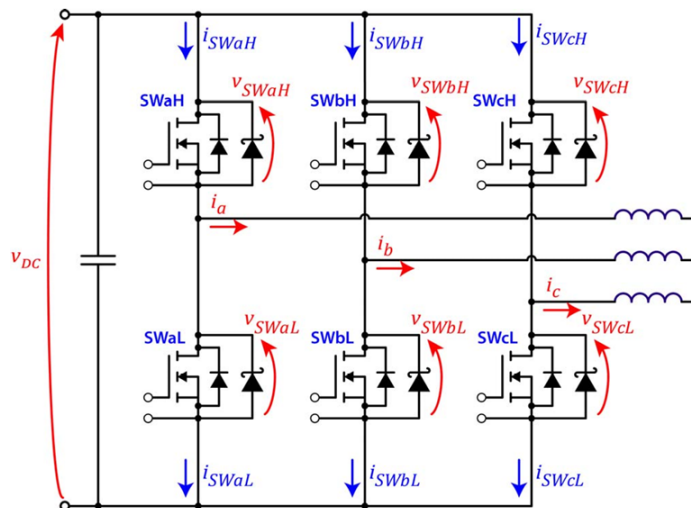 i_SWaH i_SWbH i_SWcH
v_SWaH v_SWbH v_SWcH
SWaH SWbH SWcH
i_a
i_b
v_DC
i_c
v_SWaL v_SWbL v_SWcL
SWaL SWbL SWcL
i_SWaL i_SWbL i_SWcL